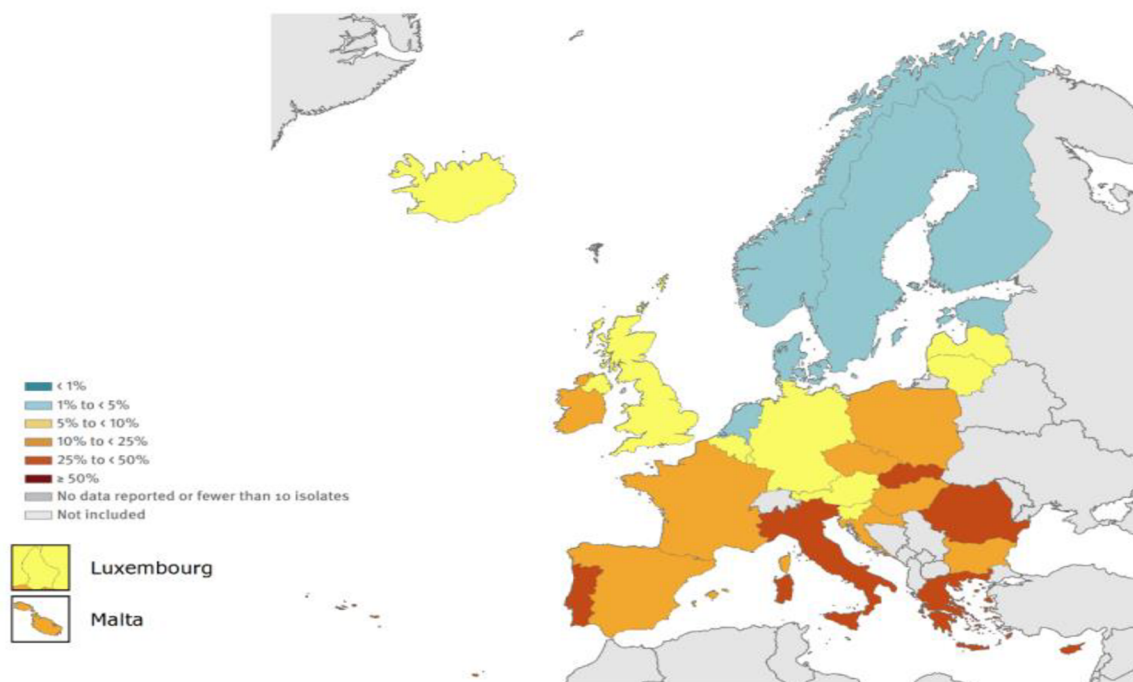 < 1%
1% to < 5%
5% to < 10%
10% to < 25%
25% to < 50%
≥ 50%
No data reported or fewer than 10 isolates
Not included
Luxembourg
Malta